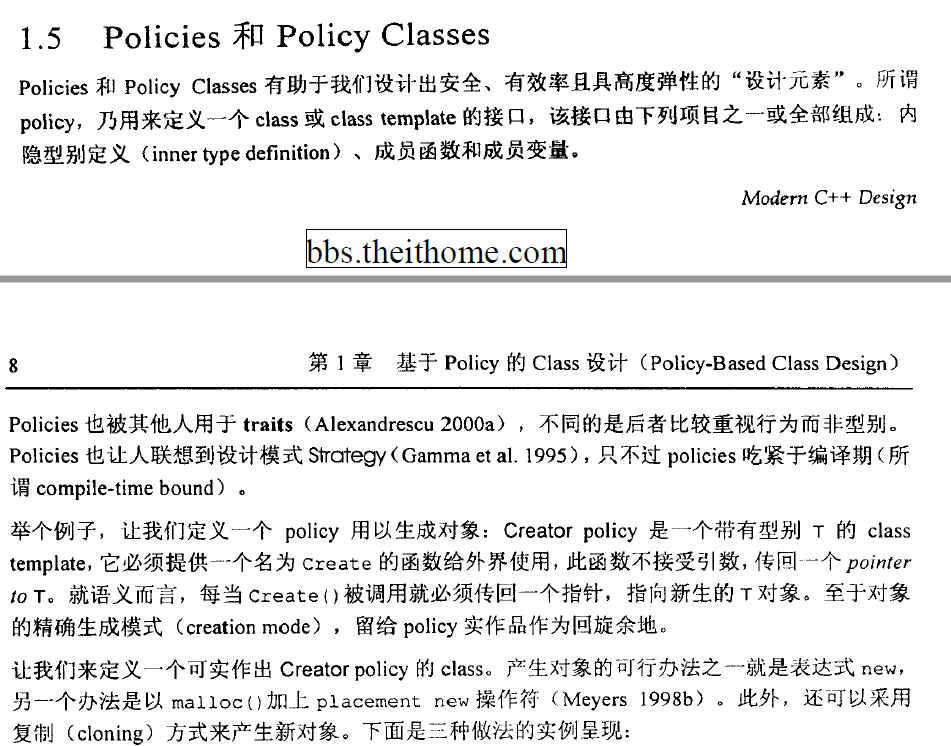 1.5 Policies 和 Policy Classes
Policies 和 Policy Classes 有助于我们设计出安全、有效率且具高度弹性的“设计元素”。所谓
policy，乃用来定义一个 class 或 class template 的接口，该接口由下列项目之一或全部组成：内
隐型别定义（inner type definition）、成员函数和成员变量。
Modern C++ Design
bbs.theithome.com
8 第 1 章 基于 Policy 的 Class 设计（Policy-Based Class Design）
Policies 也被其他人用于 traits（Alexandrescu 2000a），不同的是后者比较重视行为而非型别。
Policies 也让人联想到设计模式 Strategy（Gamma et al. 1995），只不过 policies 吃紧于编译期（所
谓 compile-time bound）。
举个例子，让我们定义一个 policy 用以生成对象：Creator policy 是一个带有型别 T 的 class
template，它必须提供一个名为 Create 的函数给外界使用，此函数不接受引数，传回一个 pointer
to T。就语义而言，每当 Create()被调用就必须传回一个指针，指向新生的 T 对象。至于对象
的精确生成模式（creation mode），留给 policy 实作品作为回旋余地。
让我们来定义一个可实作出 Creator policy 的 class。产生对象的可行办法之一就是表达式 new，
另一个办法是以 malloc()加上 placement new 操作符（Meyers 1998b）。此外，还可以采用
复制（cloning）方式来产生新对象。下面是三种做法的实例呈现：